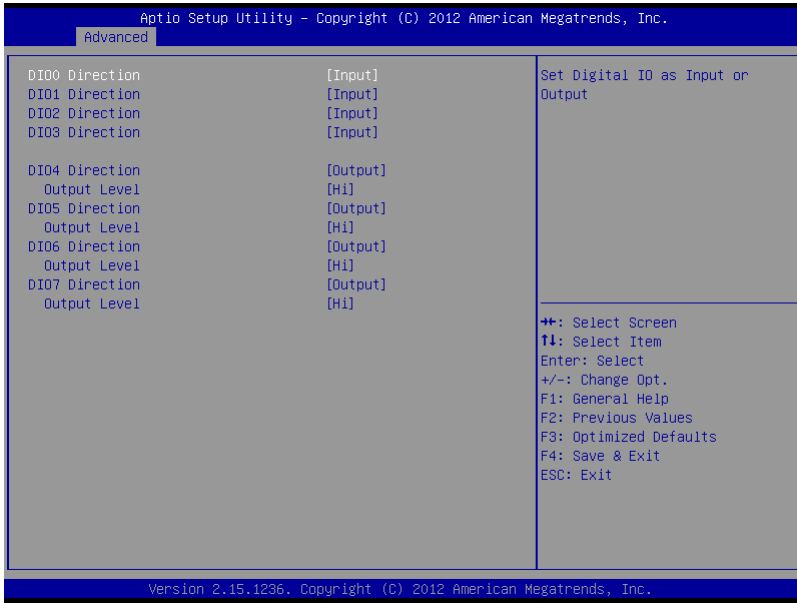 Aptio Setup Utility – Copyright (C) 2012 American Megatrends, Inc.
Advanced
DIO0 Direction [Input]
DIO1 Direction [Input]
DIO2 Direction [Input]
DIO3 Direction [Input]
DIO4 Direction [Output]
Output Level [Hi]
DIO5 Direction [Output]
Output Level [Hi]
DIO6 Direction [Output]
Output Level [Hi]
DIO7 Direction [Output]
Output Level [Hi]
Set Digital IO as Input or
Output
→←: Select Screen
↑↓: Select Item
Enter: Select
+/-: Change Opt.
F1: General Help
F2: Previous Values
F3: Optimized Defaults
F4: Save & Exit
ESC: Exit
Version 2.15.1236. Copyright (C) 2012 American Megatrends, Inc.